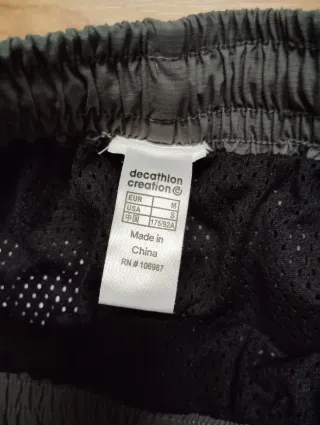 decathlon
creation ©
EUR M
USA S
中国 175/82A
Made in
China
RN # 106987